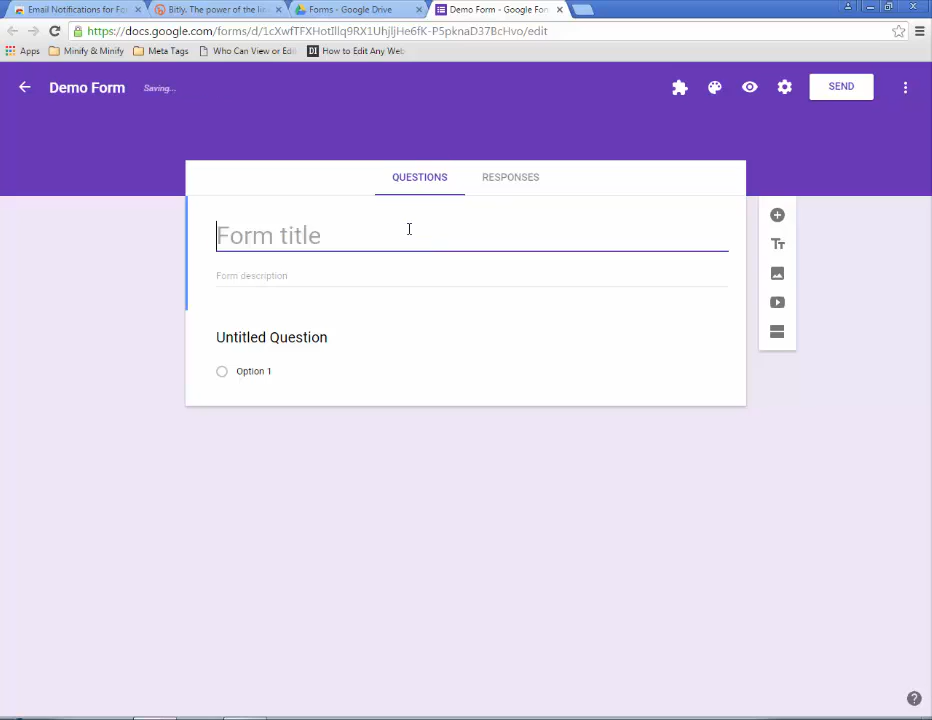 Email Notifications for For
Bitly. The power of the lin
Forms - Google Drive
Demo Form - Google For
https://docs.google.com/forms/d/1cXwfTFXHotIllq9RX1UhjljHe6fK-P5pknaD37BcHvo/edit
Apps
Minify & Minify
Meta Tags
Who Can View or Edi
How to Edit Any Web
Demo Form
Saving...
SEND
QUESTIONS
RESPONSES
Form title
Form description
Untitled Question
Option 1